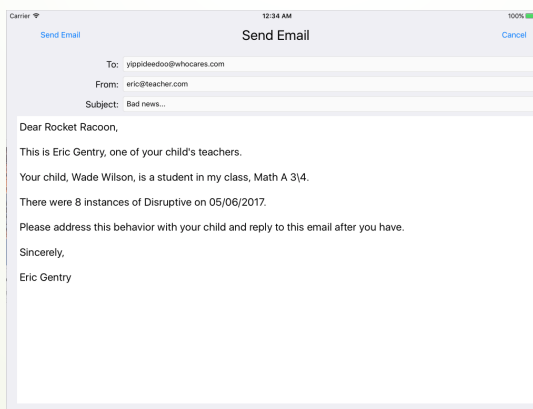 Carrier 12:34 AM 100%
Send Email Send Email Cancel
To: yippideedoo@whocares.com
From: eric@teacher.com
Subject: Bad news...
Dear Rocket Racoon,
This is Eric Gentry, one of your child's teachers.
Your child, Wade Wilson, is a student in my class, Math A 3\4.
There were 8 instances of Disruptive on 05/06/2017.
Please address this behavior with your child and reply to this email after you have.
Sincerely,
Eric Gentry